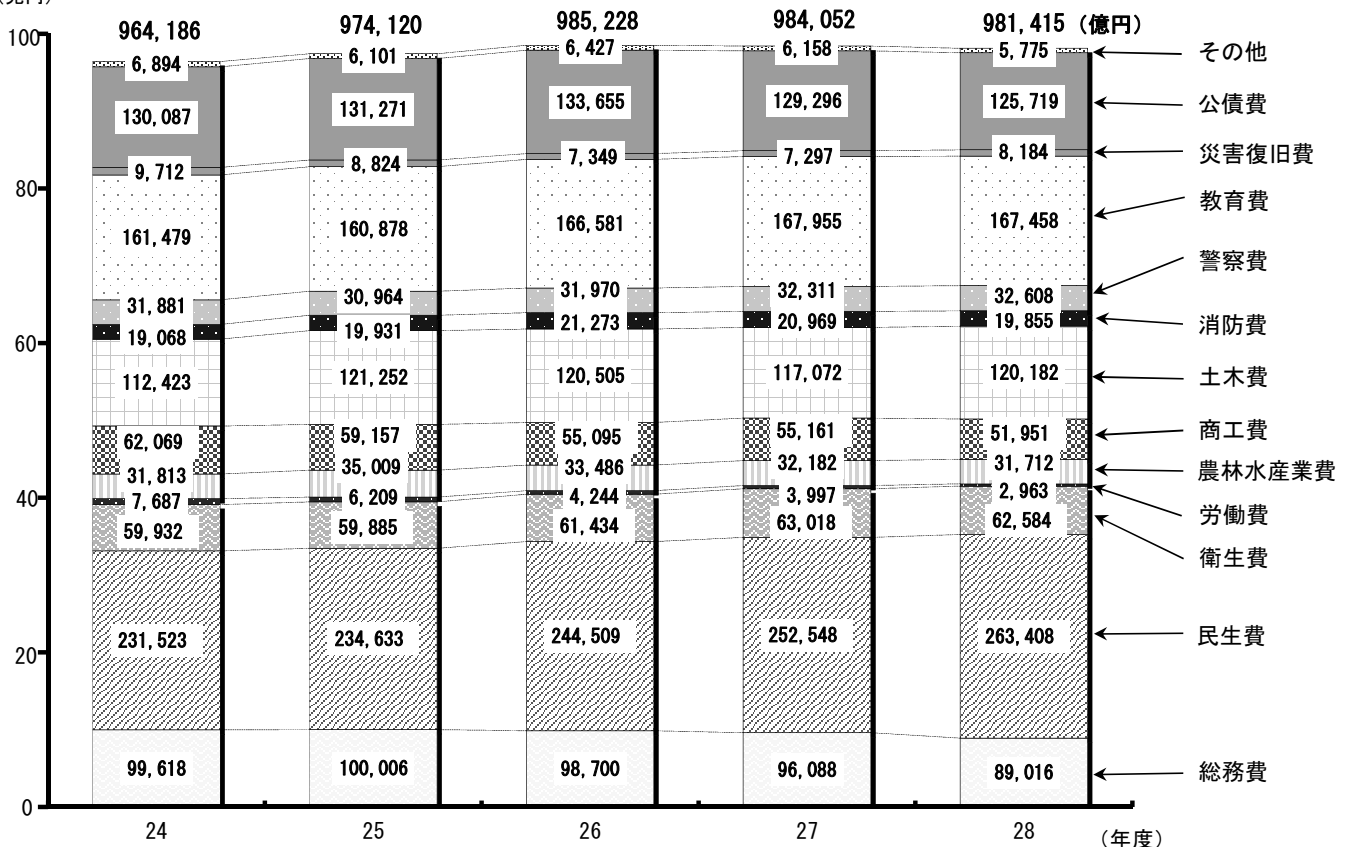 (兆円)
964,186 974,120 985,228 984,052 981,415 (億円)
100
6,894 6,101 6,427 6,158 5,775 その他
130,087 131,271 133,655 129,296 125,719 公債費
9,712 8,824 7,349 7,297 8,184 災害復旧費
80
161,479 160,878 166,581 167,955 167,458 教育費
31,881 30,964 31,970 32,311 32,608 警察費
19,068 19,931 21,273 20,969 19,855 消防費
60
112,423 121,252 120,505 117,072 120,182 土木費
62,069 59,157 55,095 55,161 51,951 商工費
31,813 35,009 33,486 32,182 31,712 農林水産業費
40
7,687 6,209 4,244 3,997 2,963 労働費
59,932 59,885 61,434 63,018 62,584 衛生費
231,523 234,633 244,509 252,548 263,408 民生費
20
99,618 100,006 98,700 96,088 89,016 総務費
0
24 25 26 27 28 (年度)